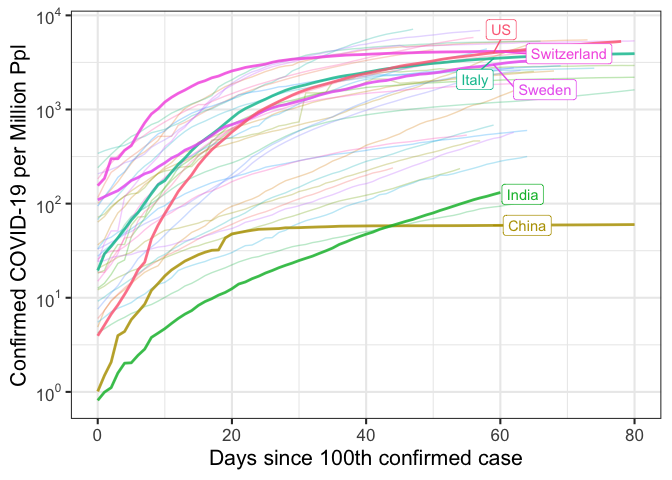 10⁴
10³
10²
10¹
10⁰
Confirmed COVID-19 per Million Ppl
US
Switzerland
Italy
Sweden
India
China
0 20 40 60 80
Days since 100th confirmed case